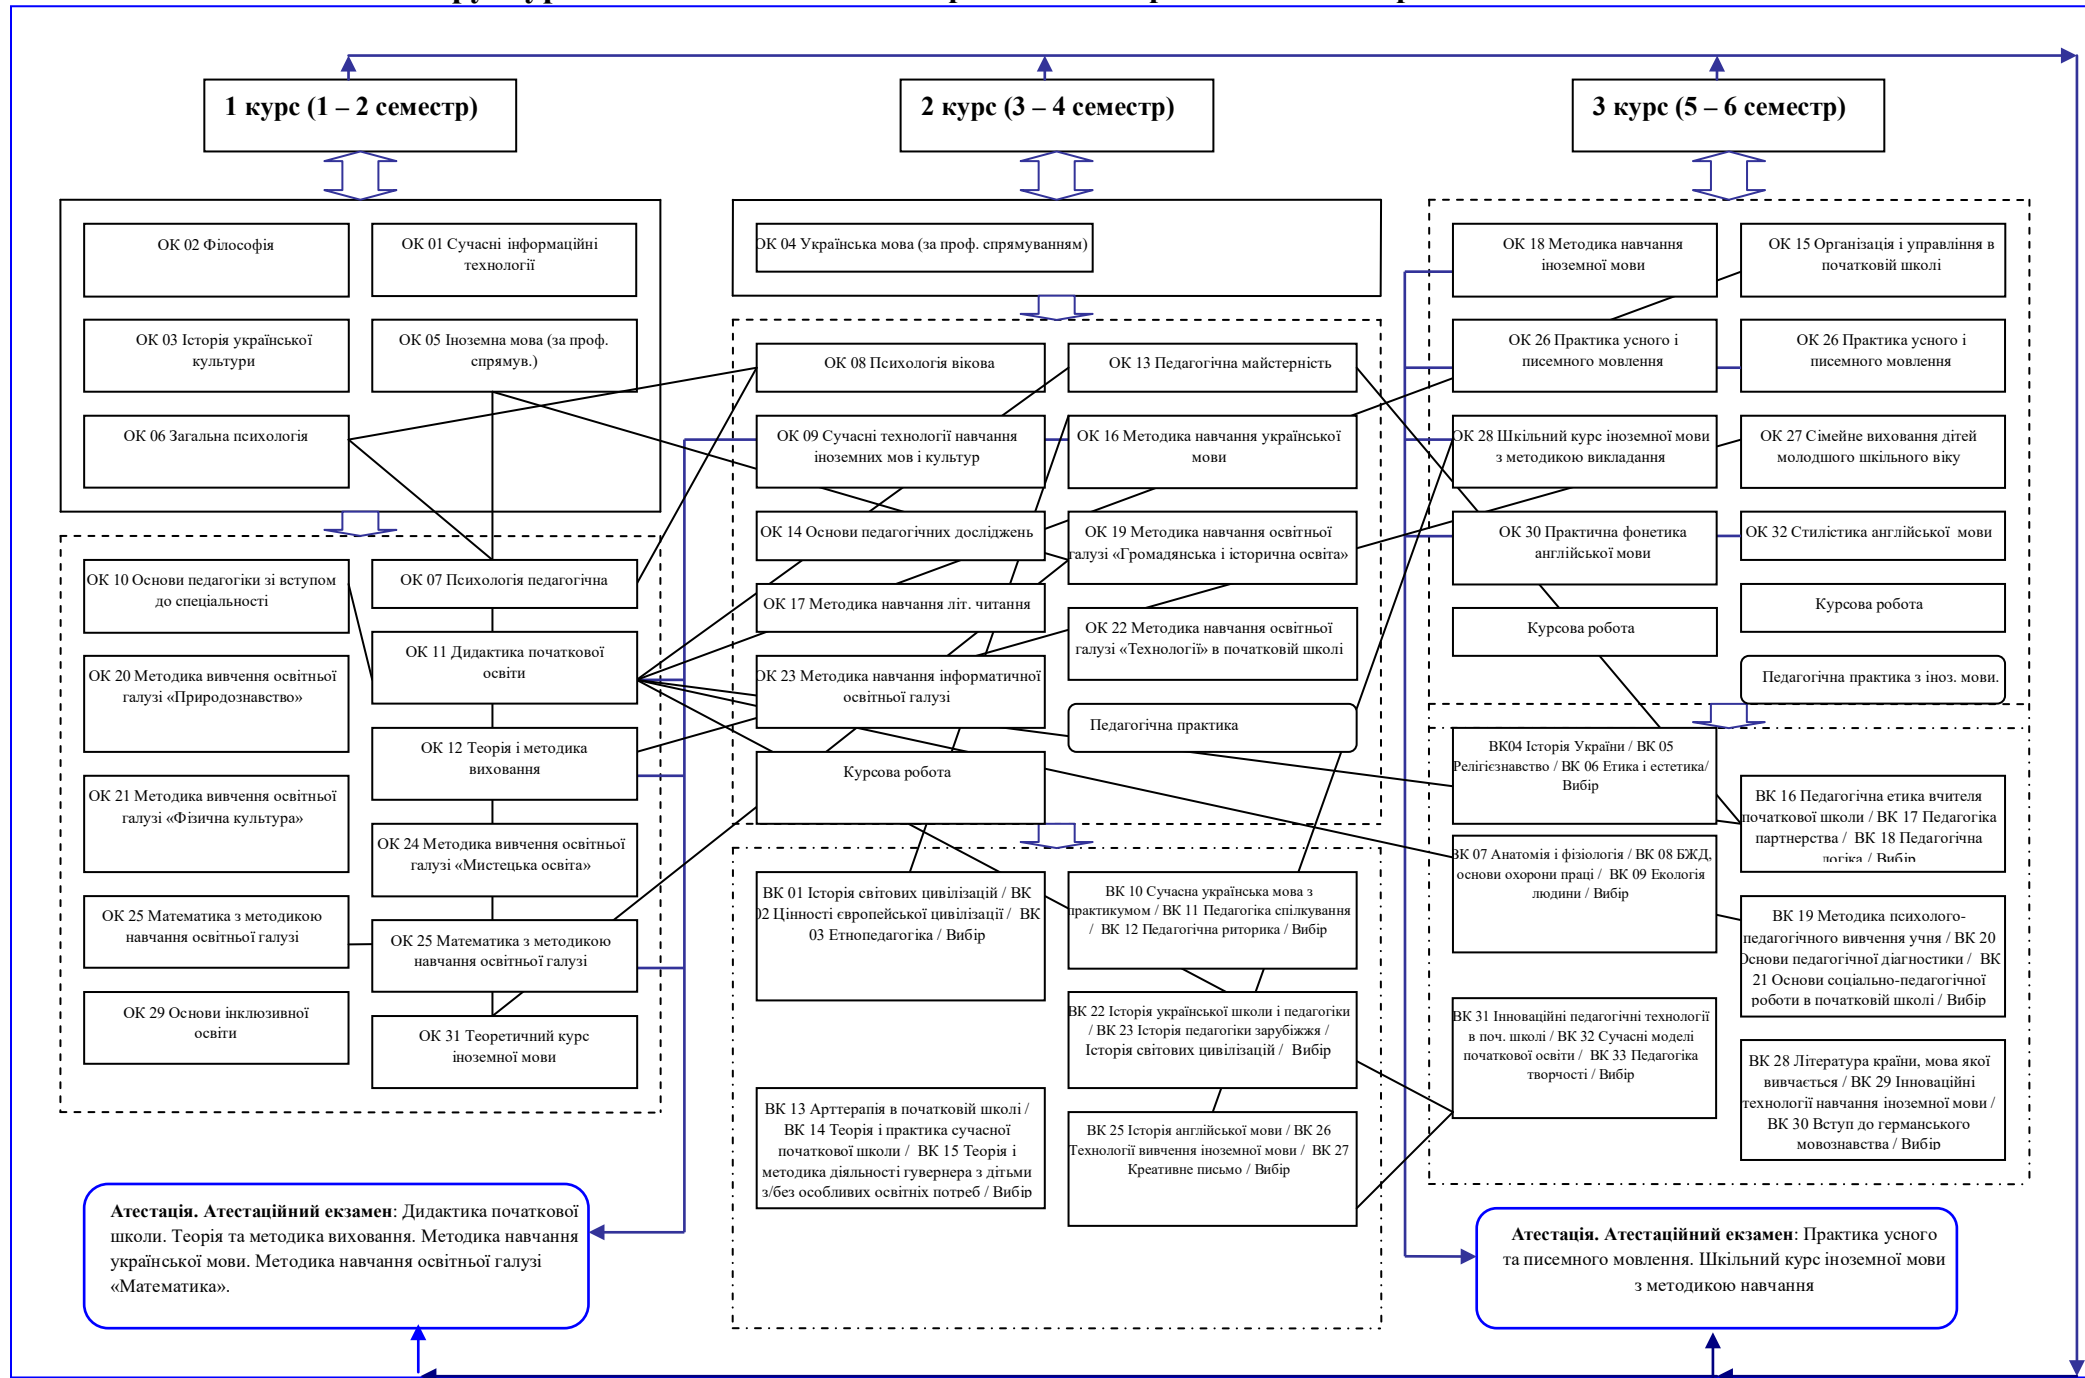 1 курс (1 – 2 семестр)
2 курс (3 – 4 семестр)
3 курс (5 – 6 семестр)
ОК 02 Філософія
ОК 01 Сучасні інформаційні
технології
ОК 03 Історія української
культури
ОК 05 Іноземна мова (за проф.
спрямув.)
ОК 06 Загальна психологія
ОК 10 Основи педагогіки зі вступом
до спеціальності
ОК 07 Психологія педагогічна
ОК 11 Дидактика початкової
освіти
ОК 20 Методика вивчення освітньої
галузі «Природознавство»
ОК 12 Теорія і методика
виховання
ОК 21 Методика вивчення освітньої
галузі «Фізична культура»
ОК 24 Методика вивчення освітньої
галузі «Мистецька освіта»
ОК 25 Математика з методикою
навчання освітньої галузі
ОК 25 Математика з методикою
навчання освітньої галузі
ОК 29 Основи інклюзивної
освіти
ОК 31 Теоретичний курс
іноземної мови
Атестація. Атестаційний екзамен: Дидактика початкової
школи. Теорія та методика виховання. Методика навчання
української мови. Методика навчання освітньої галузі
«Математика».
ОК 04 Українська мова (за проф. спрямуванням)
ОК 08 Психологія вікова
ОК 13 Педагогічна майстерність
ОК 09 Сучасні технології навчання
іноземних мов і культур
ОК 16 Методика навчання української
мови
ОК 14 Основи педагогічних досліджень
ОК 19 Методика навчання освітньої
галузі «Громадянська і історична освіта»
ОК 17 Методика навчання літ. читання
ОК 22 Методика навчання освітньої
галузі «Технології» в початковій школі
ОК 23 Методика навчання інформатичної
освітньої галузі
Педагогічна практика
Курсова робота
ВК 01 Історія світових цивілізацій / ВК
02 Цінності європейської цивілізації / ВК
03 Етнопедагогіка / Вибір
ВК 10 Сучасна українська мова з
практикумом / ВК 11 Педагогіка спілкування
/ ВК 12 Педагогічна риторика / Вибір
ВК 22 Історія української школи і педагогіки
/ ВК 23 Історія педагогіки зарубіжжя /
Історія світових цивілізацій / Вибір
ВК 13 Арттерапія в початковій школі /
ВК 14 Теорія і практика сучасної
початкової школи / ВК 15 Теорія і
методика діяльності гувернера з дітьми
з/без особливих освітніх потреб / Вибір
ВК 25 Історія англійської мови / ВК 26
Технології вивчення іноземної мови / ВК 27
Креативне письмо / Вибір
ОК 18 Методика навчання
іноземної мови
ОК 15 Організація і управління в
початковій школі
ОК 26 Практика усного і
писемного мовлення
ОК 26 Практика усного і
писемного мовлення
ОК 28 Шкільний курс іноземної мови
з методикою викладання
ОК 27 Сімейне виховання дітей
молодшого шкільного віку
ОК 30 Практична фонетика
англійської мови
ОК 32 Стилістика англійської мови
Курсова робота
Курсова робота
Педагогічна практика з іноз. мови.
ВК04 Історія України / ВК 05
Релігієзнавство / ВК 06 Етика і естетика/
Вибір
ВК 16 Педагогічна етика вчителя
початкової школи / ВК 17 Педагогіка
партнерства / ВК 18 Педагогічна
логіка / Вибір
ВК 07 Анатомія і фізіологія / ВК 08 БЖД,
основи охорони праці / ВК 09 Екологія
людини / Вибір
ВК 19 Методика психолого-
педагогічного вивчення учня / ВК 20
Основи педагогічної діагностики / ВК
21 Основи соціально-педагогічної
роботи в початковій школі / Вибір
ВК 31 Інноваційні педагогічні технології
в поч. школі / ВК 32 Сучасні моделі
початкової освіти / ВК 33 Педагогіка
творчості / Вибір
ВК 28 Література країни, мова якої
вивчається / ВК 29 Інноваційні
технології навчання іноземної мови /
ВК 30 Вступ до германського
мовознавства / Вибір
Атестація. Атестаційний екзамен: Практика усного
та писемного мовлення. Шкільний курс іноземної мови
з методикою навчання